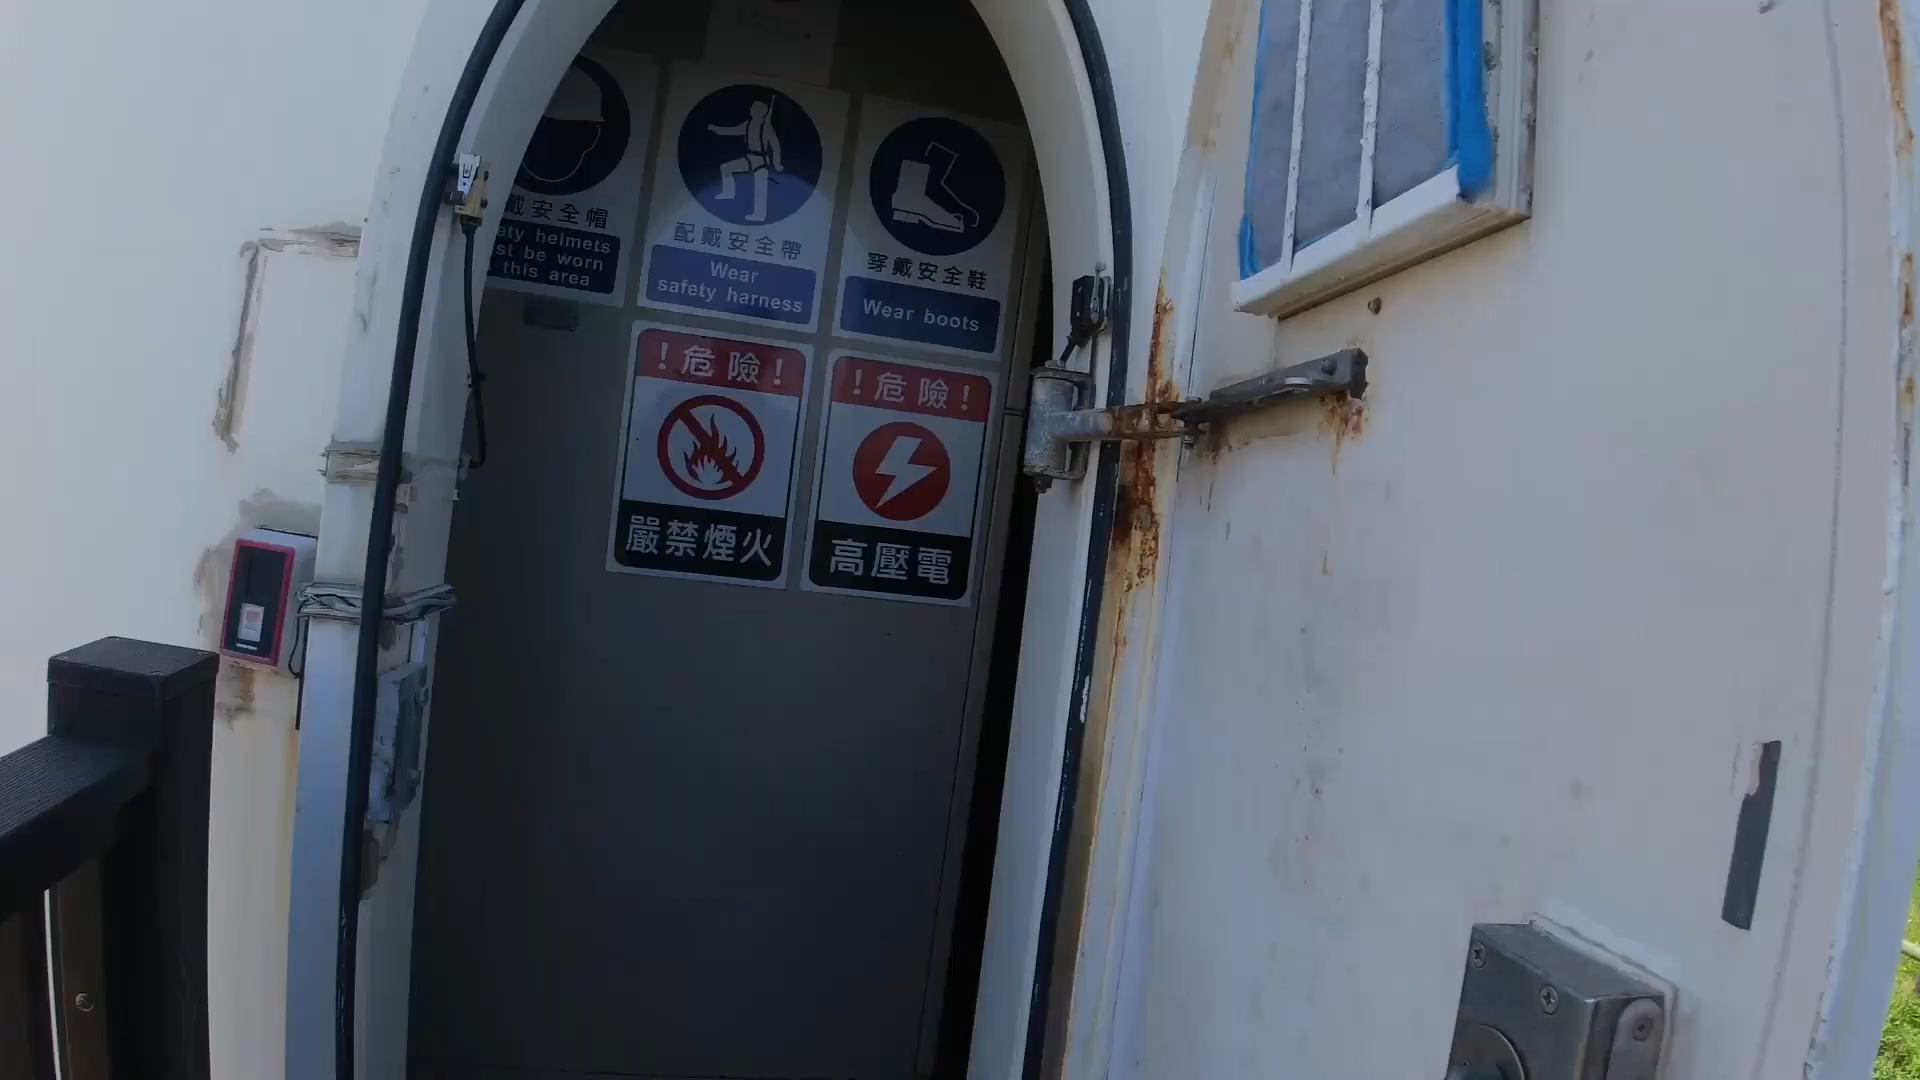 戴安全帽
ety helmets
st be worn
this area
配戴安全帶
Wear
safety harness
穿戴安全鞋
Wear boots
！危險！
嚴禁煙火
！危險！
高壓電